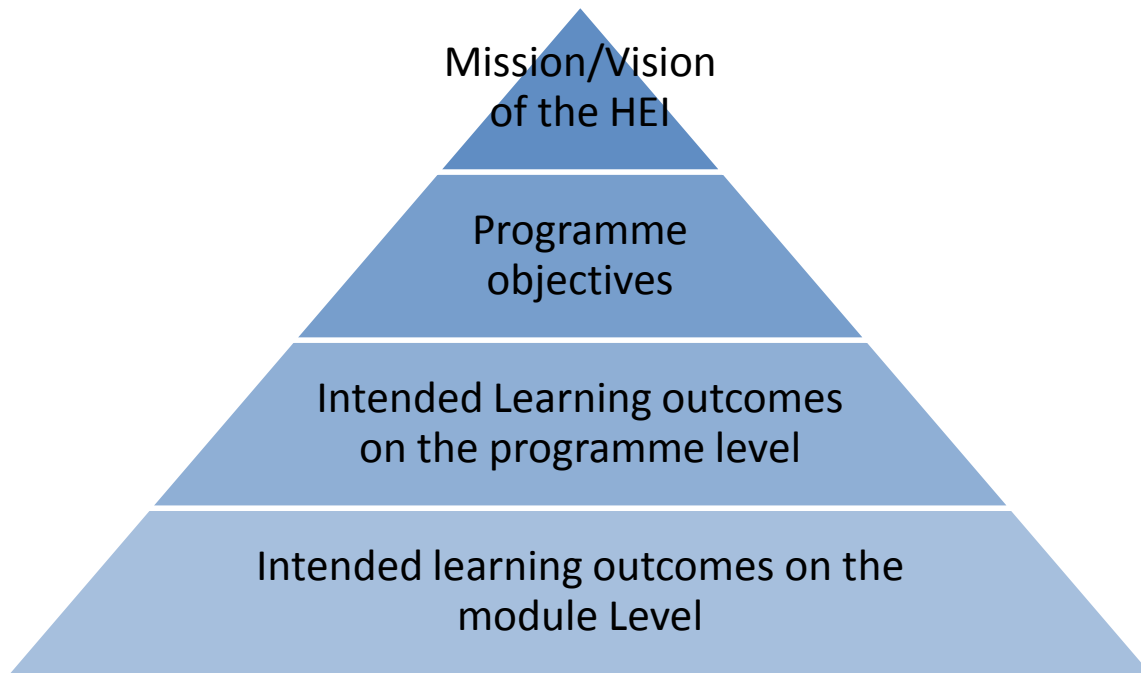 Mission/Vision
of the HEI
Programme
objectives
Intended Learning outcomes
on the programme level
Intended learning outcomes on the
module Level